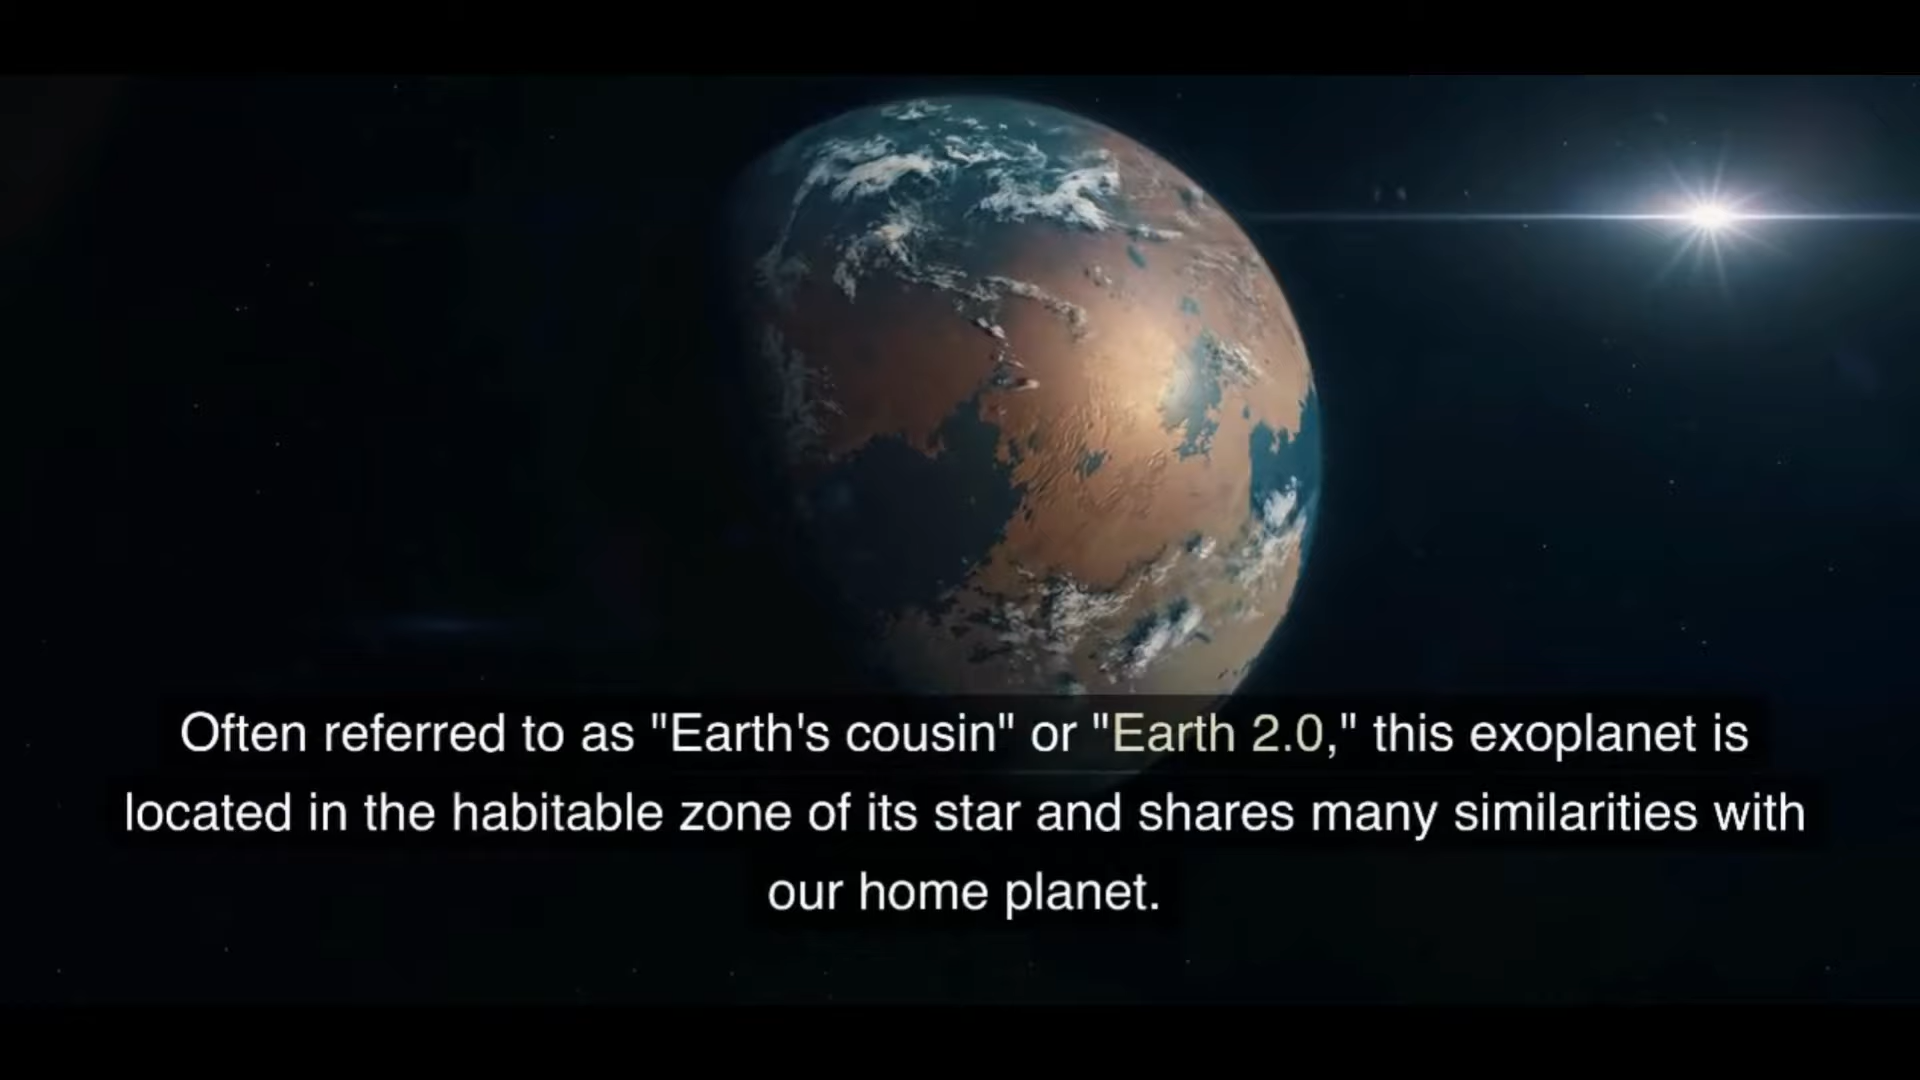 Often referred to as "Earth's cousin" or "Earth 2.0," this exoplanet is
located in the habitable zone of its star and shares many similarities with
our home planet.